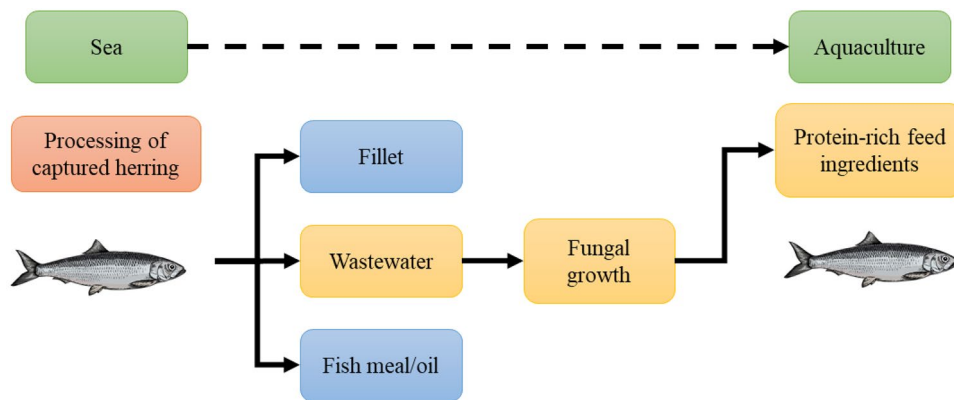 Sea
Aquaculture
Processing of
captured herring
Fillet
Protein-rich feed
ingredients
Wastewater
Fungal
growth
Fish meal/oil